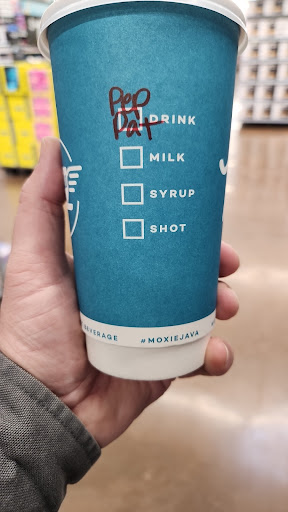 Pep
Pat DRINK
MILK
SYRUP
SHOT
BEVERAGE #MOXIEJAVA